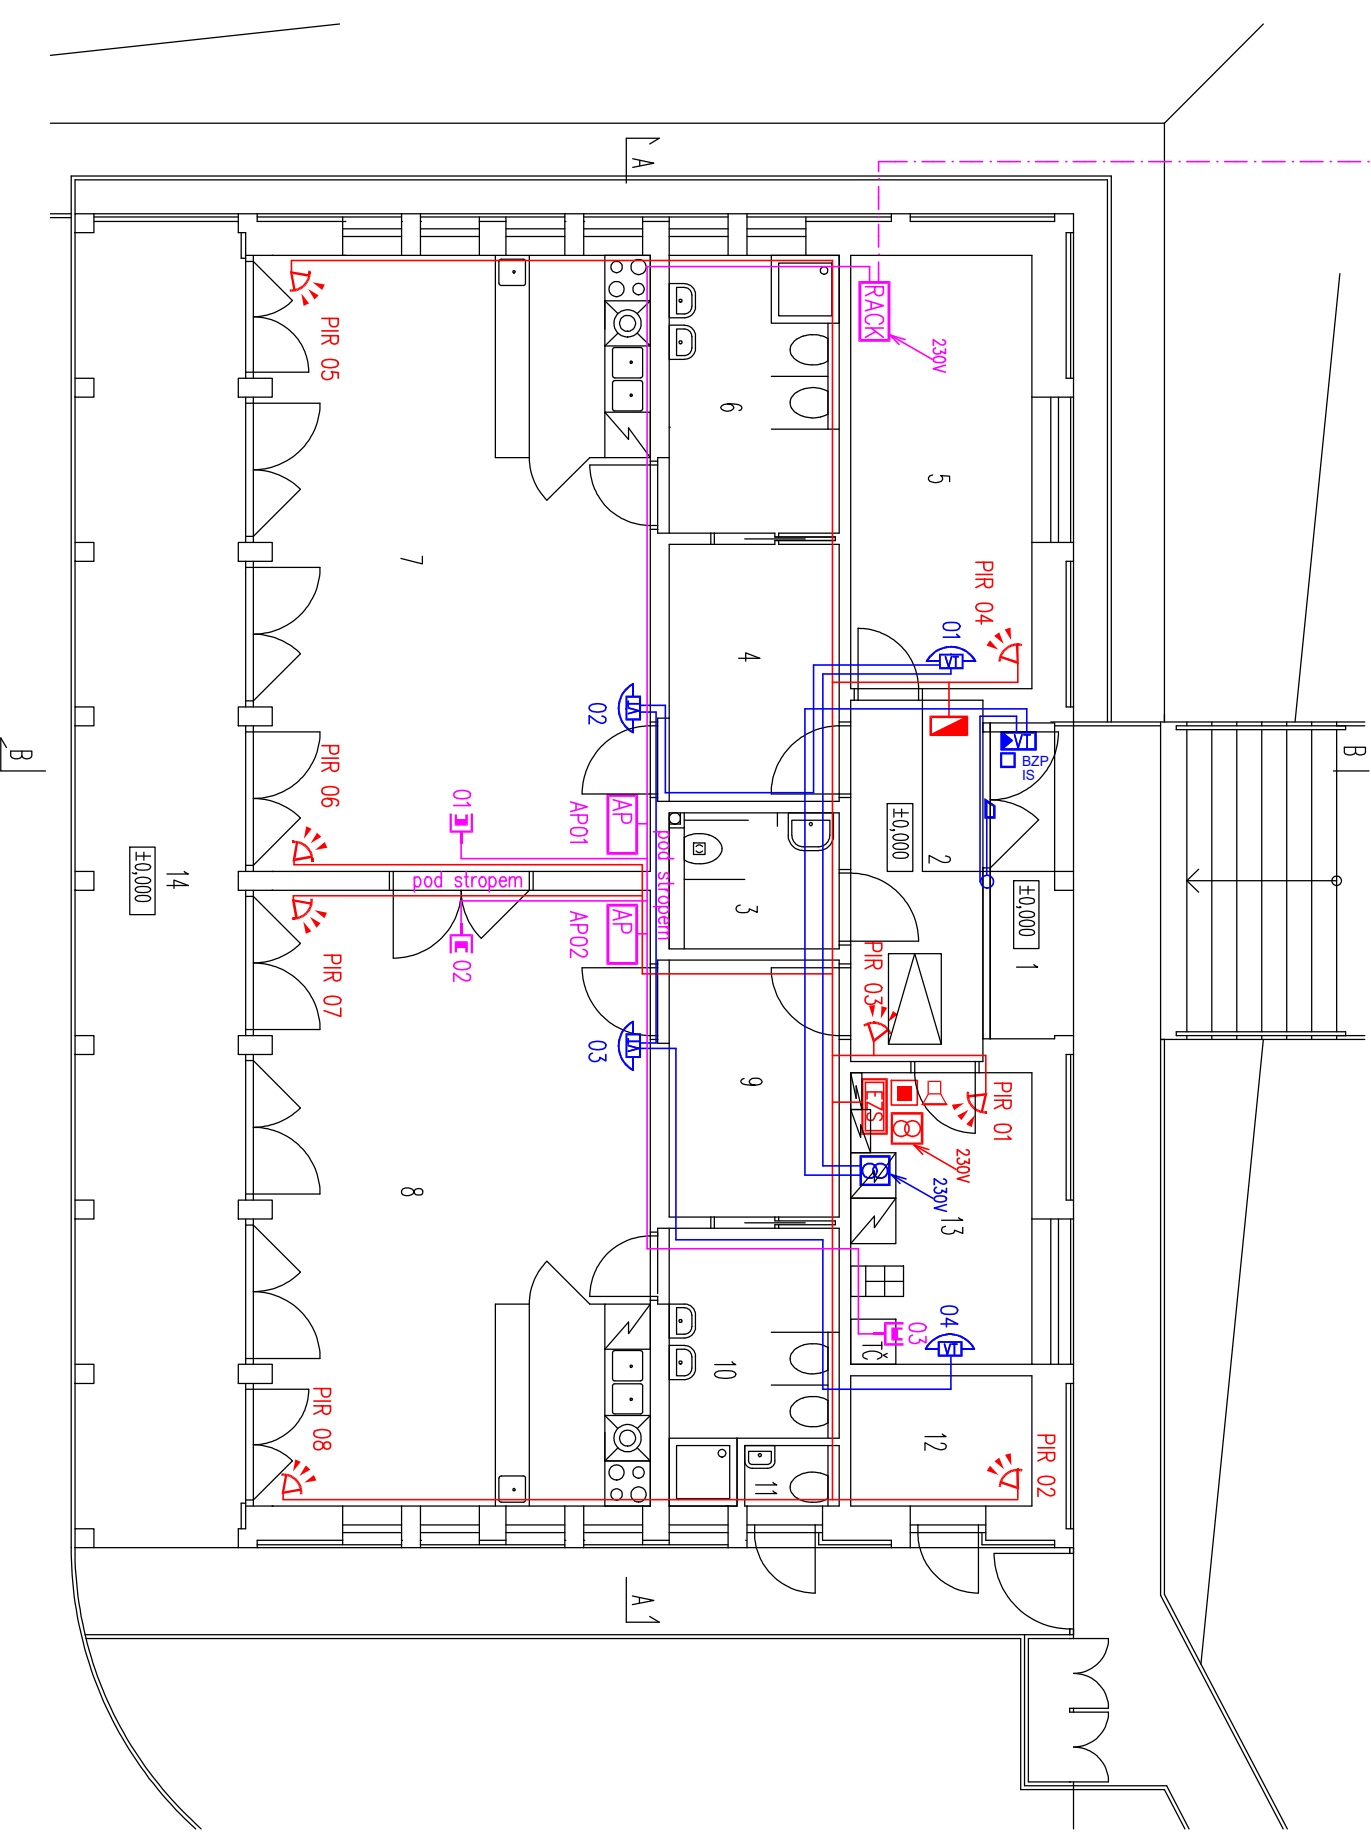 A
B
B
A
RACK
230V
PIR 05
6
5
7
PIR 04
01
VT
4
02
VT
VT
BZP
IS
PIR 06
01
AP
AP01
pod stropem
pod stropem
±0,000
2
±0,000
1
14
±0,000
3
AP
AP02
02
PIR 07
PIR 03
03
VT
9
PIR 01
EZS
230V
230V
13
8
04
VT
03
TČ
10
12
11
PIR 08
PIR 02